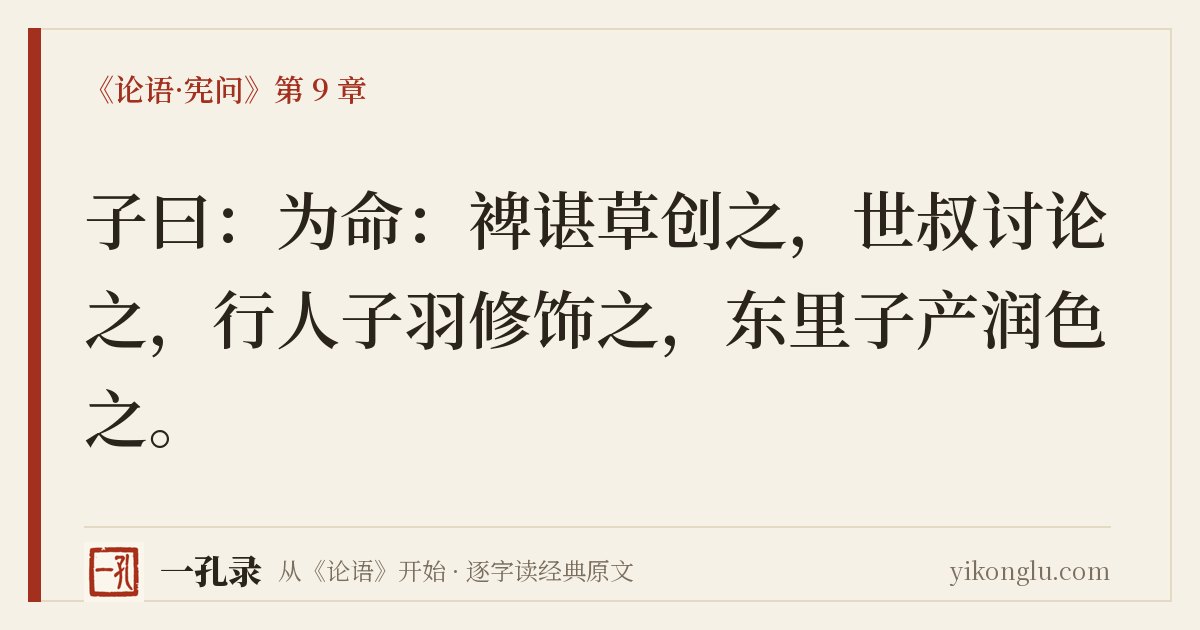 《论语·宪问》第 9 章
子曰：为命：裨谌草创之，世叔讨论
之，行人子羽修饰之，东里子产润色
之。
一孔
一孔录 从《论语》开始 · 逐字读经典原文 yikonglu.com